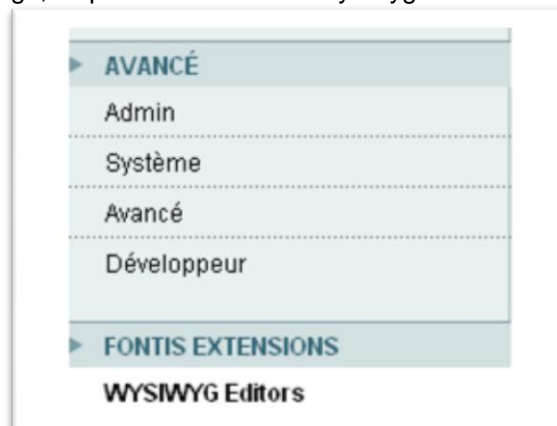 AVANCÉ
Admin
Système
Avancé
Développeur
FONTIS EXTENSIONS
WYSIWYG Editors